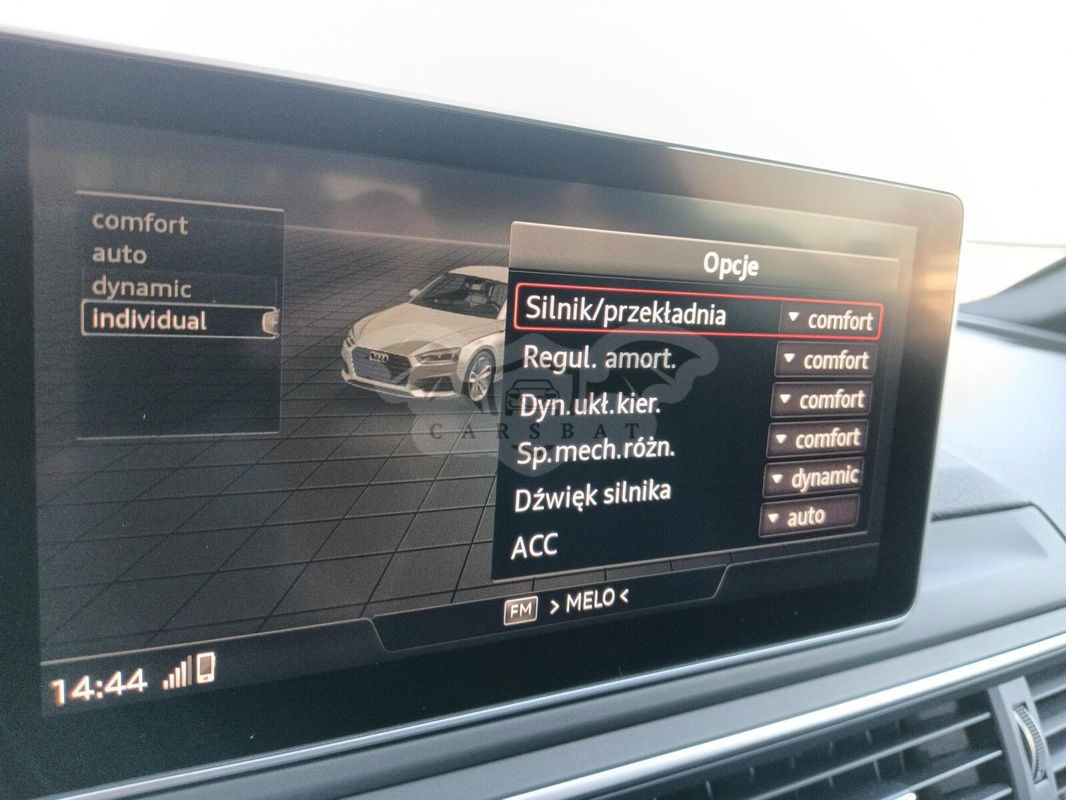 comfort
auto
dynamic
individual
Opcje
Silnik/przekładnia comfort
Regul. amort. comfort
Dyn.ukł.kier. comfort
Sp.mech.różn. comfort
Dźwięk silnika dynamic
ACC auto
CARSBAT
FM > MELO <
14:44